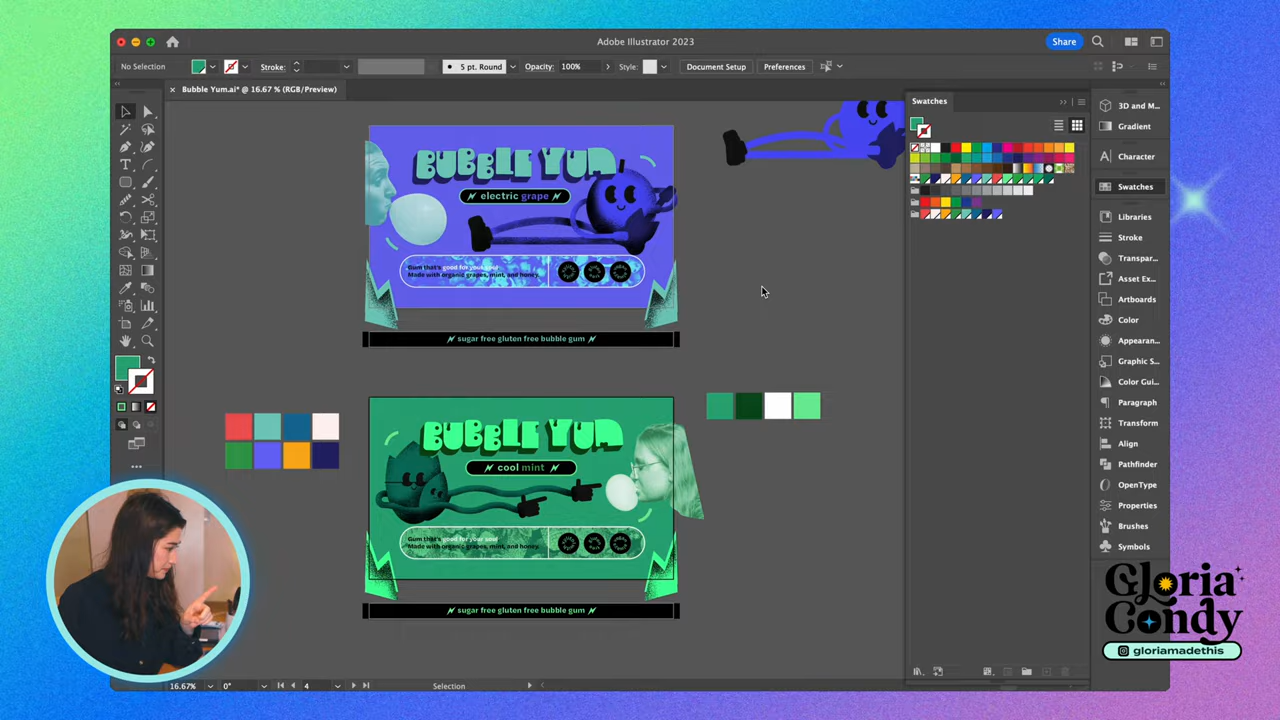 Adobe Illustrator 2023
Share
No Selection
Stroke:
5 pt. Round
Opacity: 100%
Style:
Document Setup
Preferences
Bubble Yum.ai* @ 16.67 % (RGB/Preview)
Swatches
3D and M...
Gradient
Character
Swatches
Libraries
Stroke
Transpar...
Asset Ex...
Artboards
Color
Appearan...
Graphic S...
Color Gui...
Paragraph
Transform
Align
Pathfinder
OpenType
Properties
Brushes
Symbols
BUBBLE YUM
electric grape
Gum that's good for your soul
Made with organic grapes, mint, and honey.
sugar free gluten free bubble gum
BUBBLE YUM
cool mint
Gum that's good for your soul
Made with organic grapes, mint, and honey.
sugar free gluten free bubble gum
Gloria
Condy
gloriamadethis
16.67%
0°
4
Selection